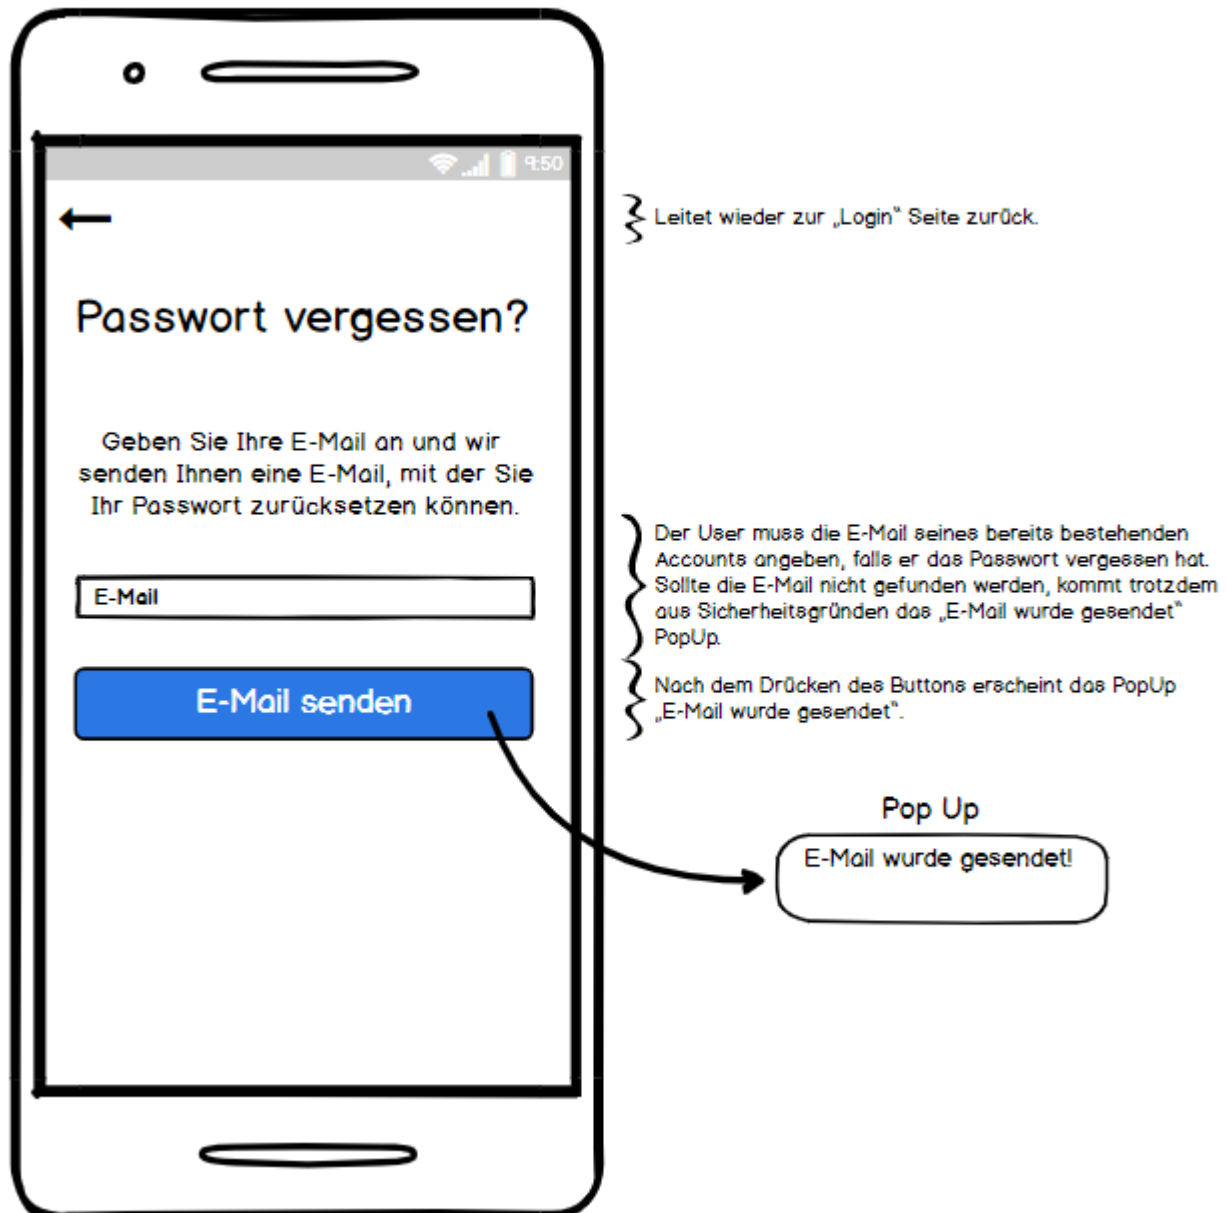 9:50
Leitet wieder zur „Login“ Seite zurück.
Passwort vergessen?
Geben Sie Ihre E-Mail an und wir
senden Ihnen eine E-Mail, mit der Sie
Ihr Passwort zurücksetzen können.
Der User muss die E-Mail seines bereits bestehenden
Accounts angeben, falls er das Passwort vergessen hat.
Sollte die E-Mail nicht gefunden werden, kommt trotzdem
aus Sicherheitsgründen das „E-Mail wurde gesendet“
PopUp.
E-Mail
E-Mail senden
Nach dem Drücken des Buttons erscheint das PopUp
„E-Mail wurde gesendet“.
Pop Up
E-Mail wurde gesendet!